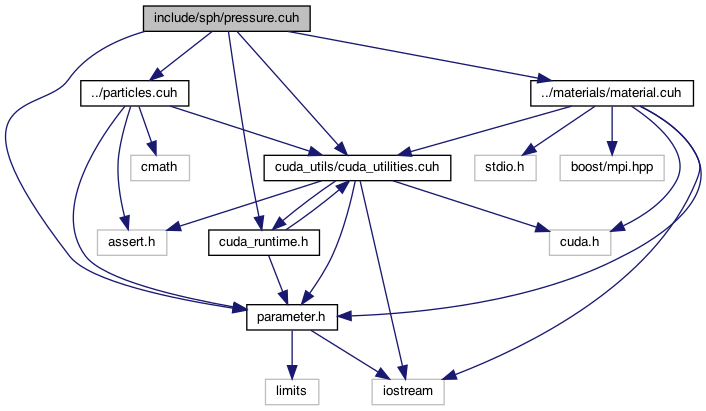 include/sph/pressure.cuh
../particles.cuh
../materials/material.cuh
cmath
cuda_utils/cuda_utilities.cuh
stdio.h
boost/mpi.hpp
assert.h
cuda_runtime.h
cuda.h
parameter.h
limits
iostream